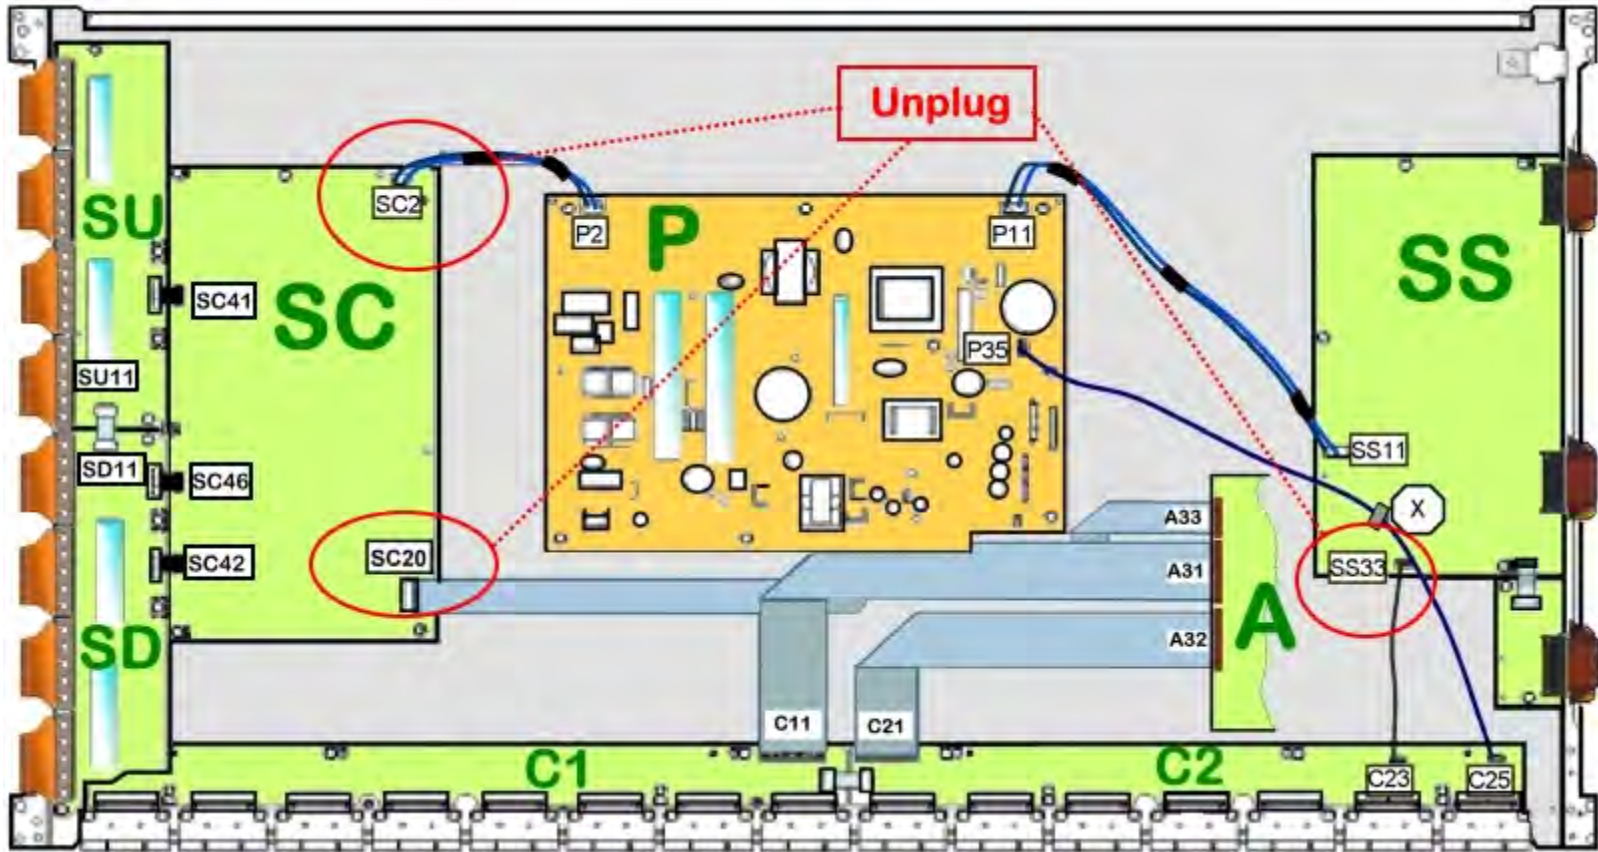 Unplug
SC2
P2
P
P11
SU
SS
SC41
SC
P35
SU11
SS11
SD11
SC46
X
A33
SC42
SC20
SS33
A31
A
A32
SD
C11
C21
C1
C2
C23
C25